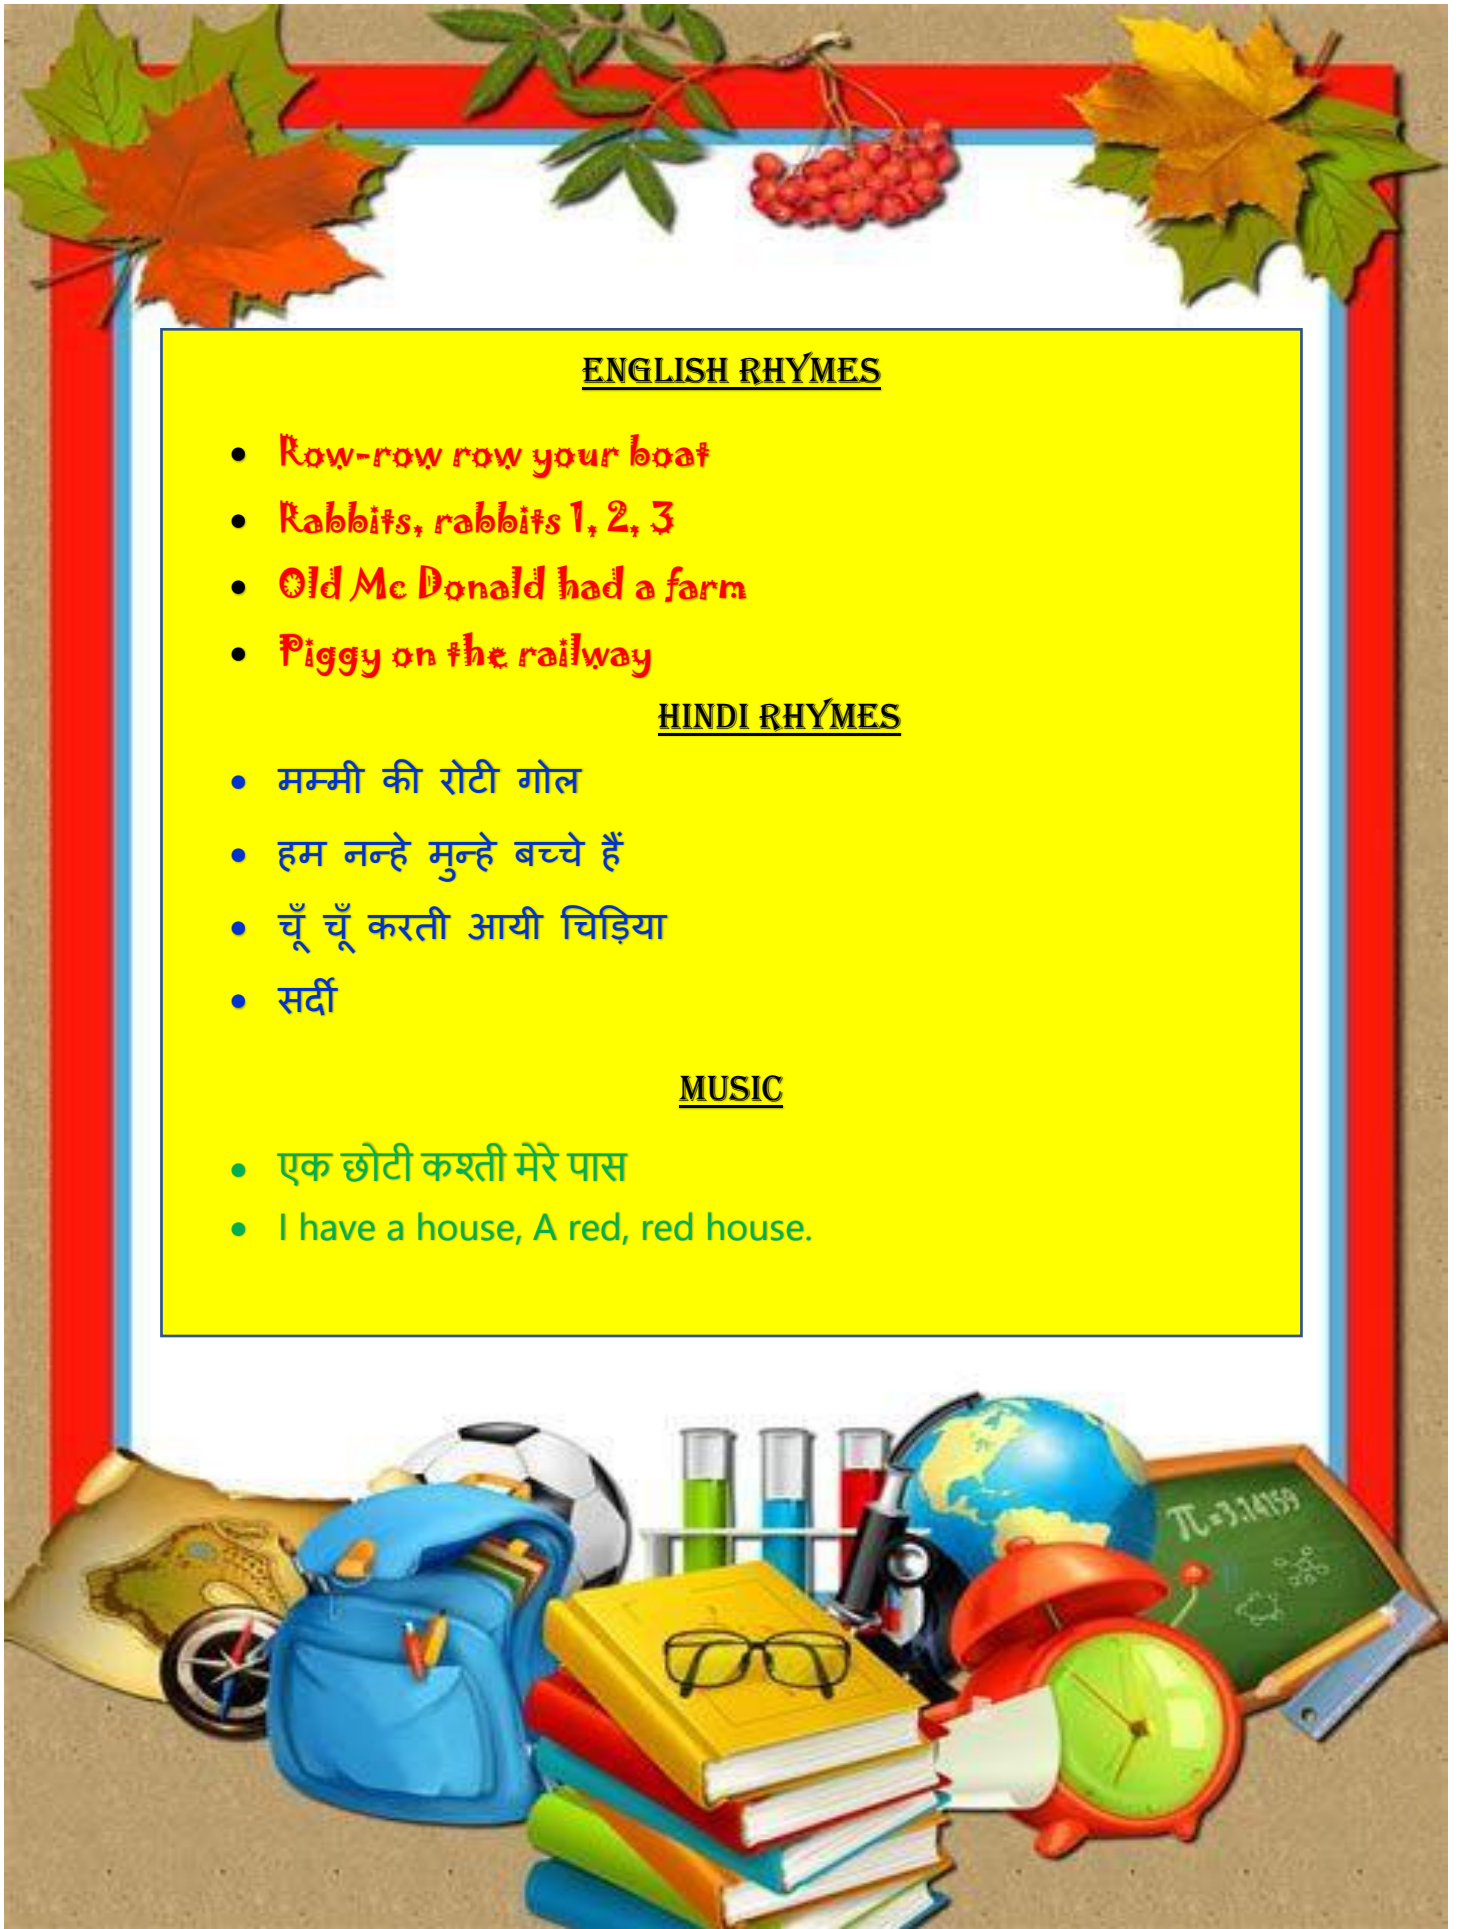 ENGLISH RHYMES
• Row-row row your boat
• Rabbits, rabbits 1, 2, 3
• Old Mc Donald had a farm
• Piggy on the railway
HINDI RHYMES
• मम्मी की रोटी गोल
• हम नन्हे मुन्हे बच्चे हैं
• चूँ चूँ करती आयी चिड़िया
• सर्दी
MUSIC
• एक छोटी कश्ती मेरे पास
• I have a house, A red, red house.
π=3.14159